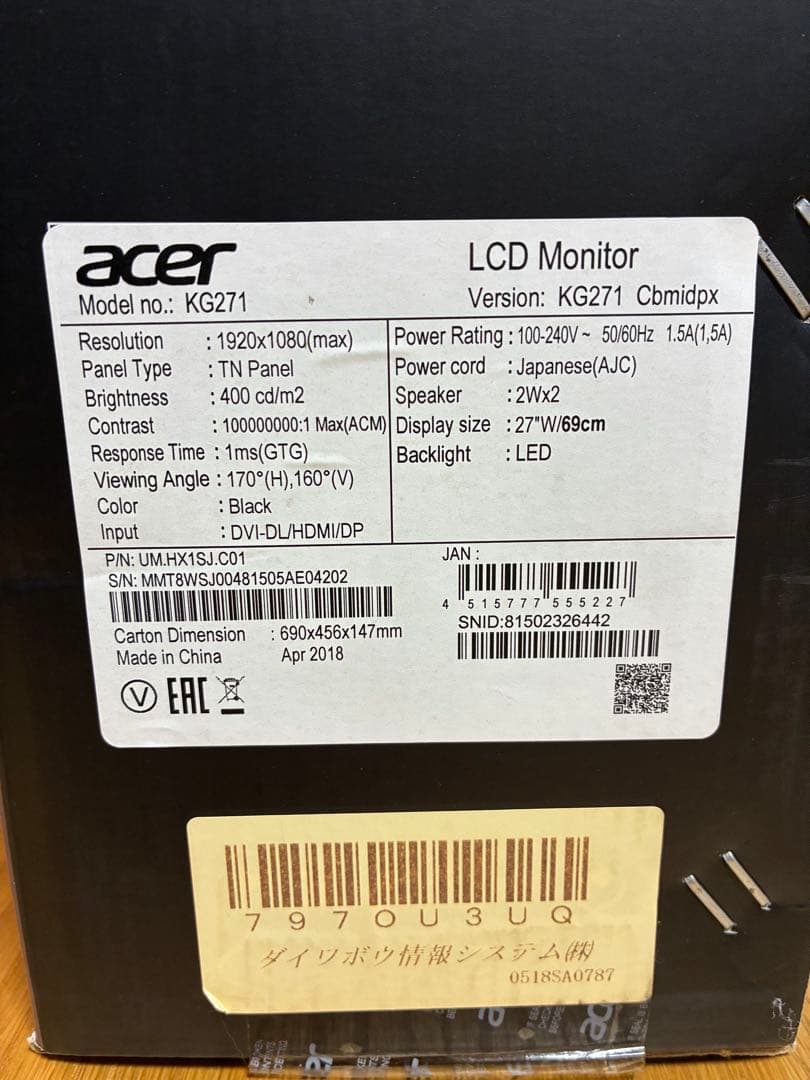 acer
LCD Monitor
Model no.: KG271
Version: KG271 Cbmidpx
Resolution : 1920x1080(max)
Panel Type : TN Panel
Brightness : 400 cd/m2
Contrast : 100000000:1 Max(ACM)
Response Time : 1ms(GTG)
Viewing Angle : 170°(H),160°(V)
Color : Black
Input : DVI-DL/HDMI/DP
Power Rating : 100-240V~ 50/60Hz 1.5A(1,5A)
Power cord : Japanese(AJC)
Speaker : 2Wx2
Display size : 27"W/69cm
Backlight : LED
P/N: UM.HX1SJ.C01
S/N: MMT8WSJ00481505AE04202
Carton Dimension : 690x456x147mm
Made in China Apr 2018
V EAC
JAN :
4 515777 555227
SNID:81502326442
7970U3UQ
ダイワボウ情報システム㈱
0518SA0787
acer